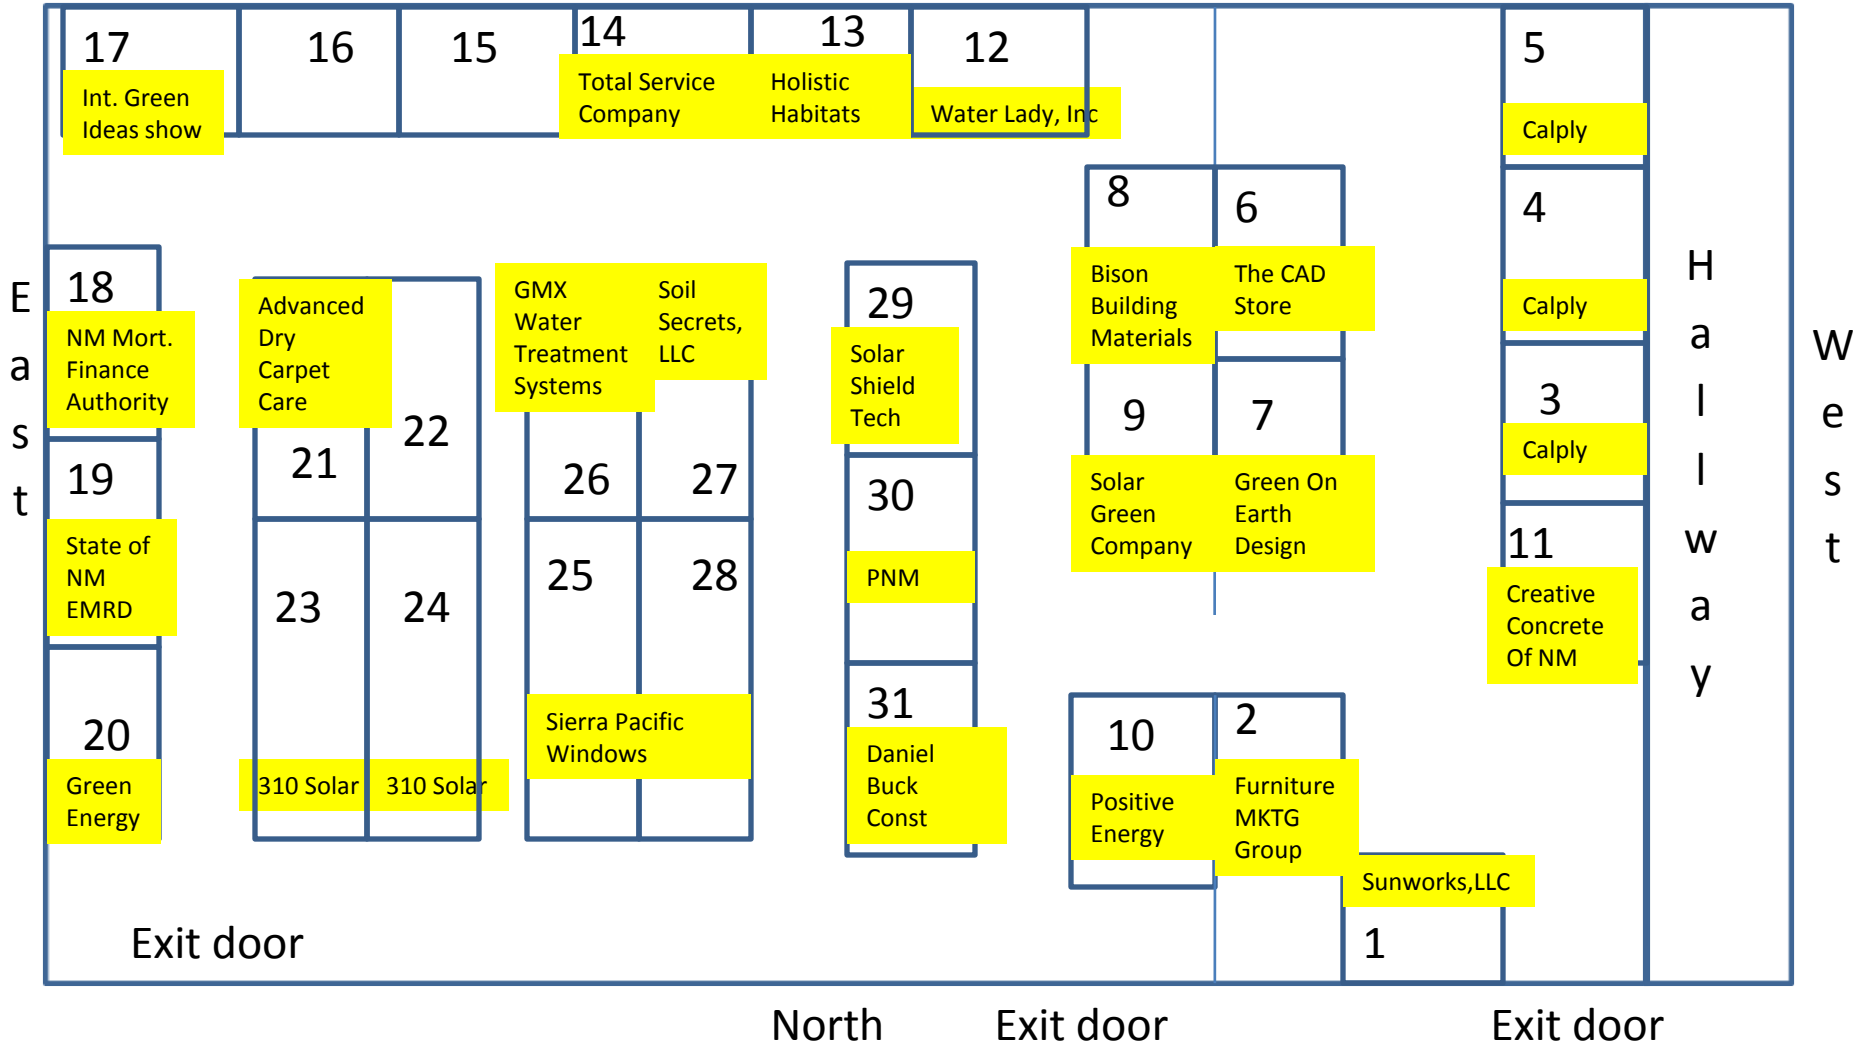 17
Int. Green
Ideas show
16
15
14
Total Service
Company
13
Holistic
Habitats
12
Water Lady, Inc
5
Calply
8
Bison
Building
Materials
6
The CAD
Store
4
Calply
East
18
NM Mort.
Finance
Authority
Advanced
Dry
Carpet
Care
21
22
GMX
Water
Treatment
Systems
26
Soil
Secrets,
LLC
27
29
Solar
Shield
Tech
9
Solar
Green
Company
7
Green On
Earth
Design
3
Calply
Hallway
West
19
State of
NM
EMRD
23
24
25
28
30
PNM
11
Creative
Concrete
Of NM
20
Green
Energy
310 Solar
310 Solar
Sierra Pacific
Windows
31
Daniel
Buck
Const
10
Positive
Energy
2
Furniture
MKTG
Group
Sunworks,LLC
1
Exit door
North
Exit door
Exit door